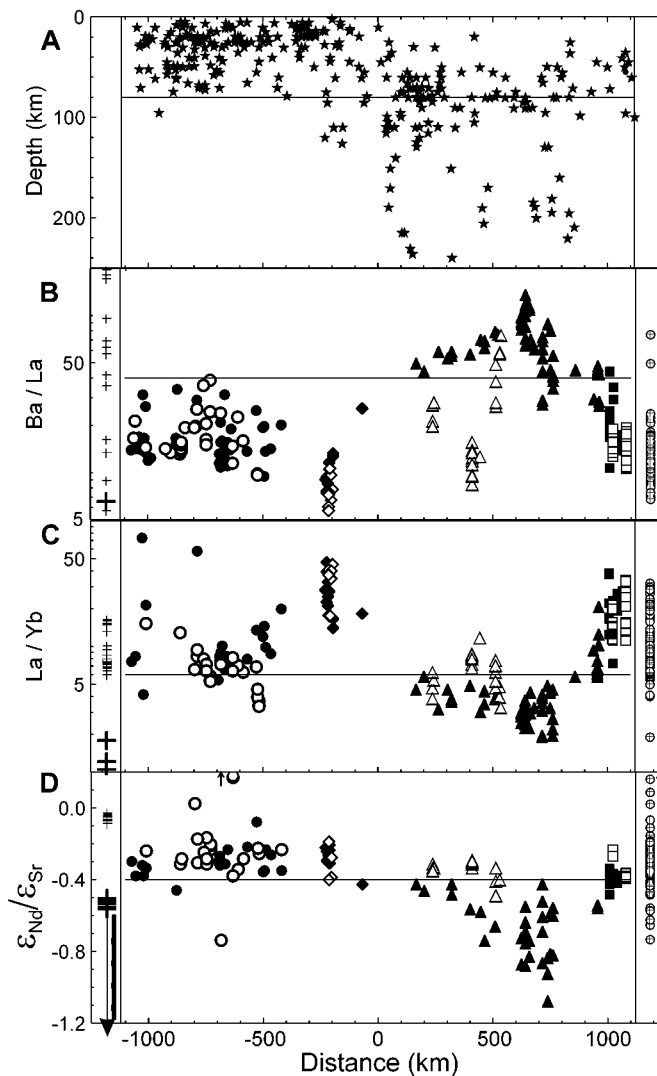 A
0
100
200
Depth (km)
B
50
5
Ba / La
C
50
5
La / Yb
D
0.0
-0.4
-0.8
-1.2
εNd/εSr
-1000
-500
0
500
1000
Distance (km)